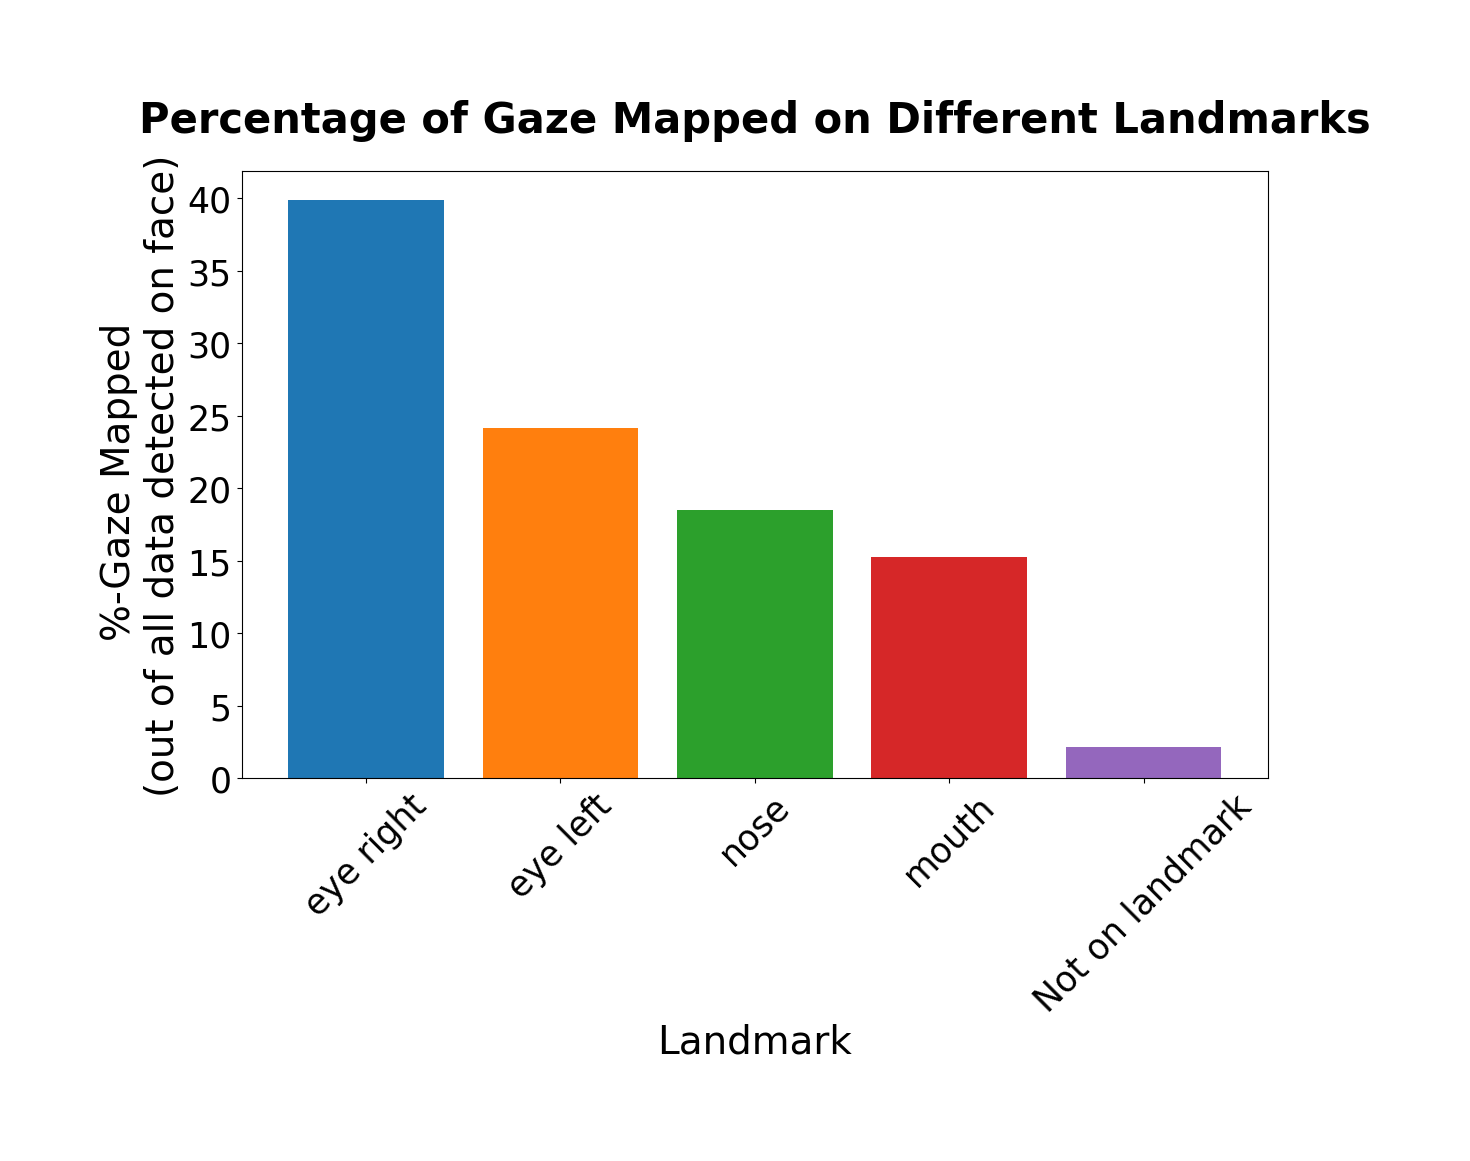 Percentage of Gaze Mapped on Different Landmarks
%-Gaze Mapped
(out of all data detected on face)
40
35
30
25
20
15
10
5
0
eye right
eye left
nose
mouth
Not on landmark
Landmark